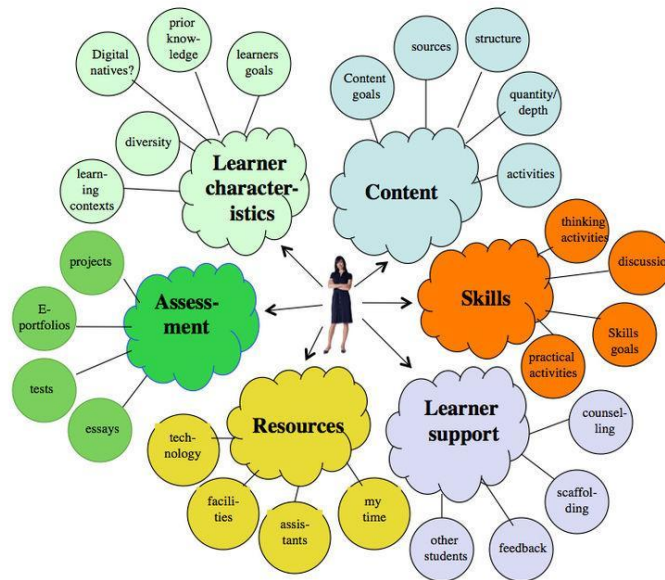 Digital
natives?
prior
know-
ledge
learners
goals
diversity
learn-
ing
contexts
Learner
character-
istics
Content
goals
sources
structure
quantity/
depth
activities
Content
thinking
activities
discussion
Skills
goals
practical
activities
Skills
projects
E-
portfolios
tests
essays
Assess-
ment
Resources
tech-
nology
facili-
ties
assis-
tants
my
time
Learner
support
counsel-
ling
scaffol-
ding
feedback
other
students